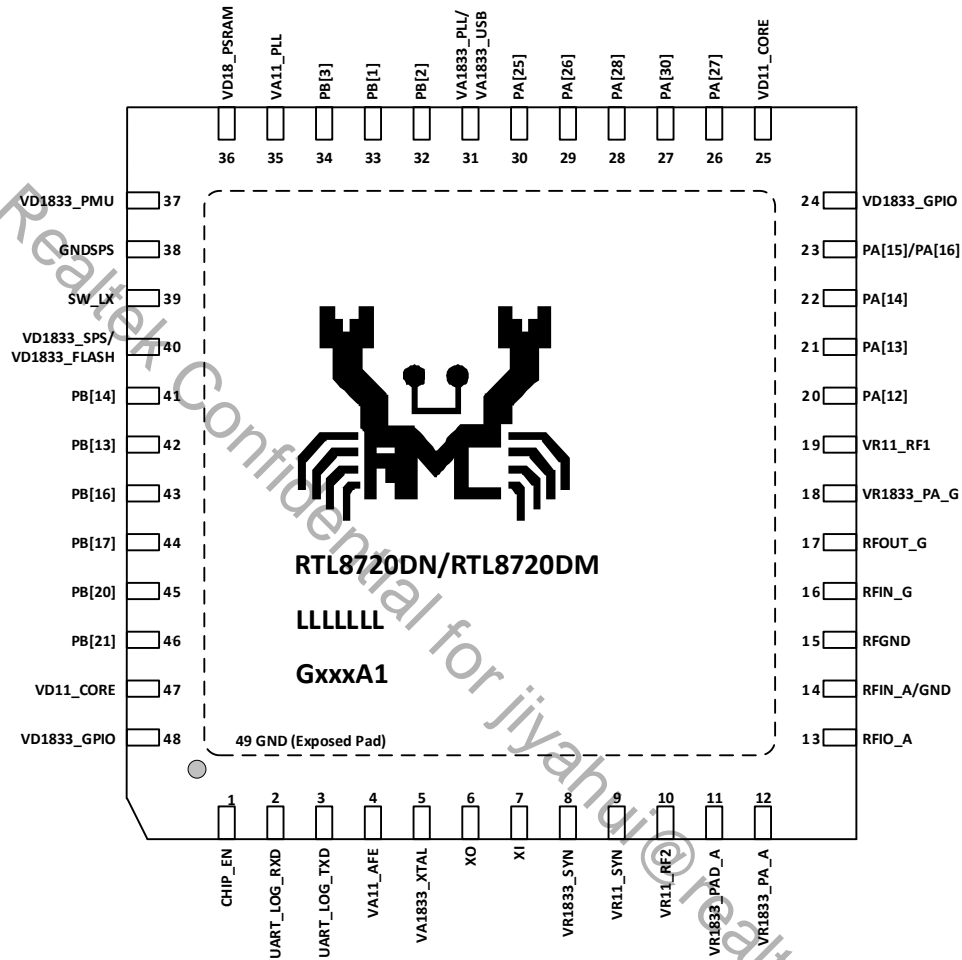 VD18_PSRAM
VA11_PLL
PB[3]
PB[1]
PB[2]
VA1833_PLL/
VA1833_USB
PA[25]
PA[26]
PA[28]
PA[30]
PA[27]
VD11_CORE
36 35 34 33 32 31 30 29 28 27 26 25
VD1833_PMU 37
GNDSPS 38
SW_LX 39
VD1833_SPS/
VD1833_FLASH 40
PB[14] 41
PB[13] 42
PB[16] 43
PB[17] 44
PB[20] 45
PB[21] 46
VD11_CORE 47
VD1833_GPIO 48
24 VD1833_GPIO
23 PA[15]/PA[16]
22 PA[14]
21 PA[13]
20 PA[12]
19 VR11_RF1
18 VR1833_PA_G
17 RFOUT_G
16 RFIN_G
15 RFGND
14 RFIN_A/GND
13 RFIO_A
RTL8720DN/RTL8720DM
LLLLLLL
GxxxA1
49 GND (Exposed Pad)
1 2 3 4 5 6 7 8 9 10 11 12
CHIP_EN
UART_LOG_RXD
UART_LOG_TXD
VA11_AFE
VA1833_XTAL
XO
XI
VR1833_SYN
VR11_SYN
VR11_RF2
VR1833_PAD_A
VR1833_PA_A
Realtek Confidential for jiyahui@realt